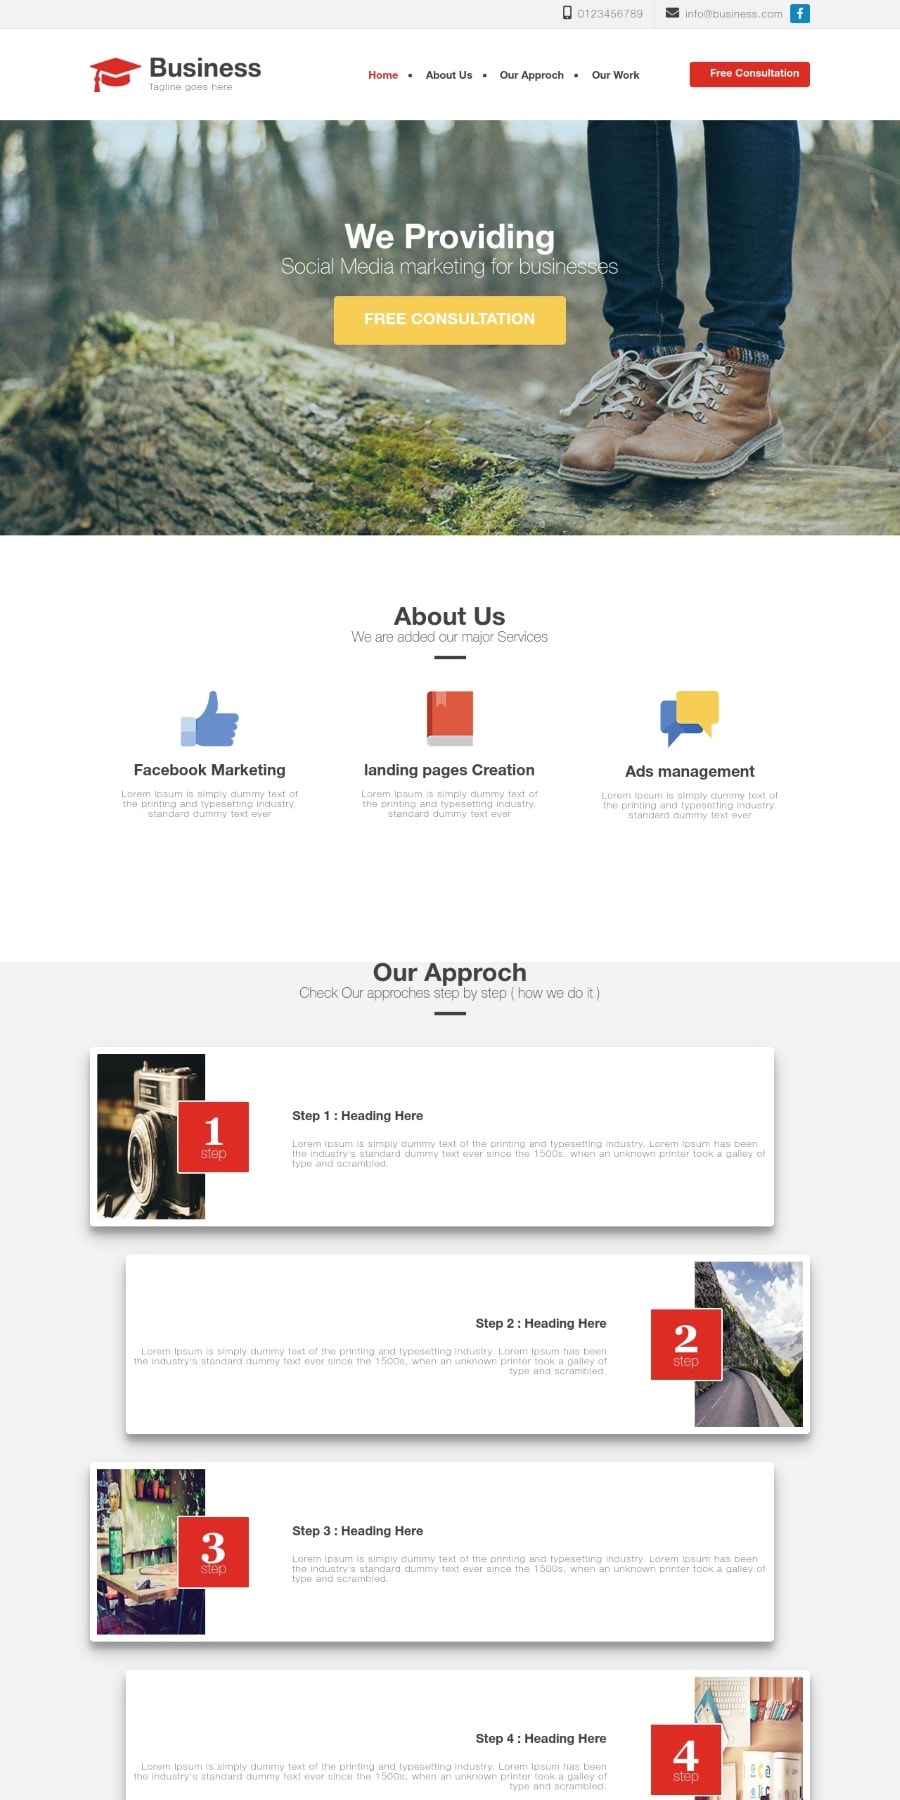 0123456789
info@business.com
Business
Tagline goes here
Home • About Us • Our Approch • Our Work
Free Consultation
We Providing
Social Media marketing for businesses
FREE CONSULTATION
About Us
We are added our major Services
Facebook Marketing
Lorem Ipsum is simply dummy text of
the printing and typesetting industry.
standard dummy text ever
landing pages Creation
Lorem Ipsum is simply dummy text of
the printing and typesetting industry.
standard dummy text ever
Ads management
Lorem Ipsum is simply dummy text of
the printing and typesetting industry.
standard dummy text ever
Our Approch
Check Our approches step by step ( how we do it )
1
step
Step 1 : Heading Here
Lorem Ipsum is simply dummy text of the printing and typesetting industry. Lorem Ipsum has been
the industry's standard dummy text ever since the 1500s, when an unknown printer took a galley of
type and scrambled.
Step 2 : Heading Here
Lorem Ipsum is simply dummy text of the printing and typesetting industry. Lorem Ipsum has been
the industry's standard dummy text ever since the 1500s, when an unknown printer took a galley of
type and scrambled.
2
step
3
step
Step 3 : Heading Here
Lorem Ipsum is simply dummy text of the printing and typesetting industry. Lorem Ipsum has been
the industry's standard dummy text ever since the 1500s, when an unknown printer took a galley of
type and scrambled.
Step 4 : Heading Here
Lorem Ipsum is simply dummy text of the printing and typesetting industry. Lorem Ipsum has been
the industry's standard dummy text ever since the 1500s, when an unknown printer took a galley of
type and scrambled.
4
step